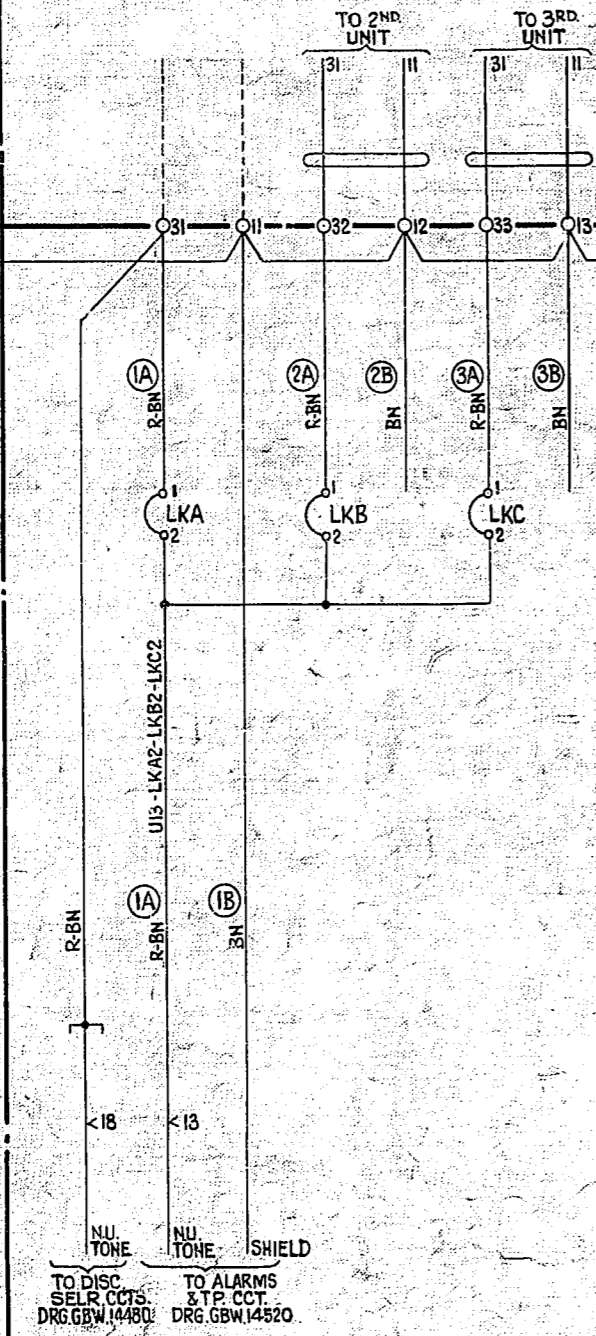 TO 2ND. UNIT
TO 3RD. UNIT
31
11
31
11
31
11
32
12
33
13
1A
R-BN
2A
R-BN
2B
BN
3A
R-BN
3B
BN
1
LKA
2
1
LKB
2
1
LKC
2
U13-LKA2-LKB2-LKC2
R-BN
1A
R-BN
1B
BN
<18
<13
N.U. TONE
N.U. TONE
SHIELD
TO DISC. SELR. CCTS. DRG.GBW.14480.
TO ALARMS & TP. CCT. DRG.GBW.14520.